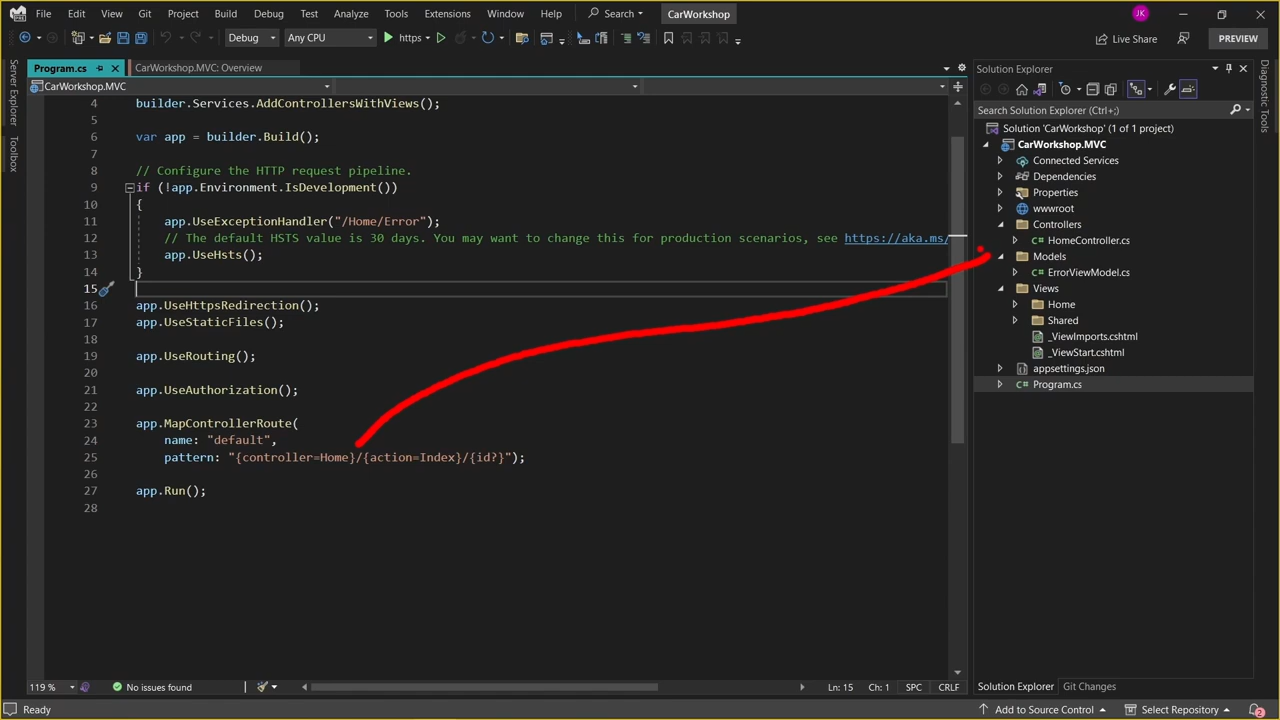 File Edit View Git Project Build Debug Test Analyze Tools Extensions Window Help Search CarWorkshop JK
Debug Any CPU https Live Share PREVIEW
Program.cs CarWorkshop.MVC: Overview
CarWorkshop.MVC
4 builder.Services.AddControllersWithViews();
5
6 var app = builder.Build();
7
8 // Configure the HTTP request pipeline.
9 if (!app.Environment.IsDevelopment())
10 {
11 app.UseExceptionHandler("/Home/Error");
12 // The default HSTS value is 30 days. You may want to change this for production scenarios, see https://aka.ms/
13 app.UseHsts();
14 }
15
16 app.UseHttpsRedirection();
17 app.UseStaticFiles();
18
19 app.UseRouting();
20
21 app.UseAuthorization();
22
23 app.MapControllerRoute(
24 name: "default",
25 pattern: "{controller=Home}/{action=Index}/{id?}");
26
27 app.Run();
28
Server Explorer
Toolbox
Solution Explorer
Search Solution Explorer (Ctrl+;)
Solution 'CarWorkshop' (1 of 1 project)
CarWorkshop.MVC
Connected Services
Dependencies
Properties
wwwroot
Controllers
C# HomeController.cs
Models
C# ErrorViewModel.cs
Views
Home
Shared
_ViewImports.cshtml
_ViewStart.cshtml
appsettings.json
C# Program.cs
Diagnostic Tools
119 % No issues found Ln: 15 Ch: 1 SPC CRLF
Solution Explorer Git Changes
Ready Add to Source Control Select Repository 2